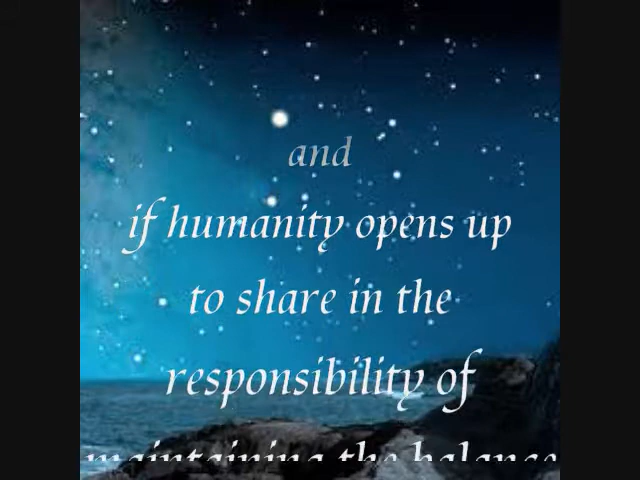 and
if humanity opens up
to share in the
responsibility of
maintaining the balance